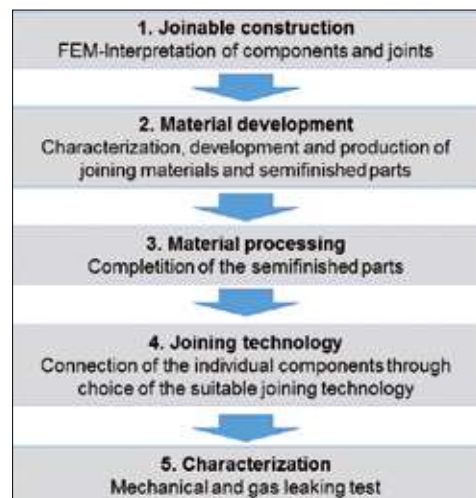 1. Joinable construction
FEM-Interpretation of components and joints
2. Material development
Characterization, development and production of
joining materials and semifinished parts
3. Material processing
Completition of the semifinished parts
4. Joining technology
Connection of the individual components through
choice of the suitable joining technology
5. Characterization
Mechanical and gas leaking test